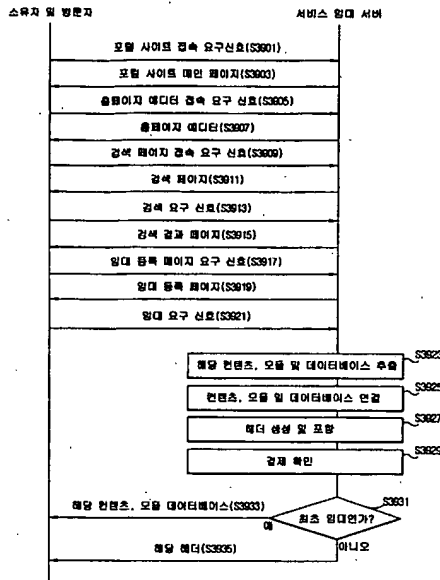 소유자 및 방문자
서비스 임대 서버
포털 사이트 접속 요구신호(S3901)
포털 사이트 메인 페이지(S3903)
홈페이지 에디터 접속 요구 신호(S3905)
홈페이지 에디터(S3907)
검색 페이지 접속 요구 신호(S3909)
검색 페이지(S3911)
검색 요구 신호(S3913)
검색 결과 페이지(S3915)
임대 등록 페이지 요구 신호(S3917)
임대 등록 페이지(S3919)
임대 요구 신호(S3921)
S3923
해당 컨텐츠, 모듈 및 데이터베이스 추출
S3925
컨텐츠, 모듈 및 데이터베이스 연결
S3927
헤더 생성 및 포함
S3929
결제 확인
S3931
해당 컨텐츠, 모듈 데이터베이스(S3933)
최초 임대인가?
예
아니오
해당 헤더(S3935)